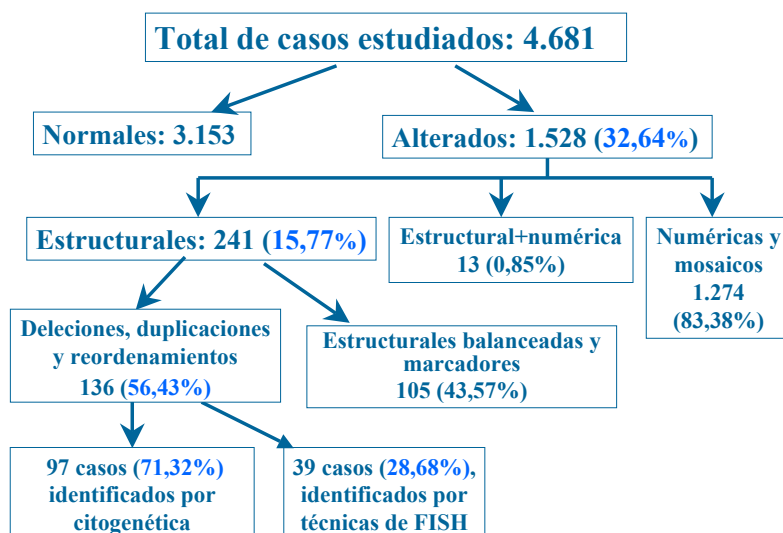 Total de casos estudiados: 4.681
Normales: 3.153
Alterados: 1.528 (32,64%)
Estructurales: 241 (15,77%)
Estructural+numérica
13 (0,85%)
Numéricas y
mosaicos
1.274
(83,38%)
Deleciones, duplicaciones
y reordenamientos
136 (56,43%)
Estructurales balanceadas y
marcadores
105 (43,57%)
97 casos (71,32%)
identificados por
citogenética
39 casos (28,68%),
identificados por
técnicas de FISH